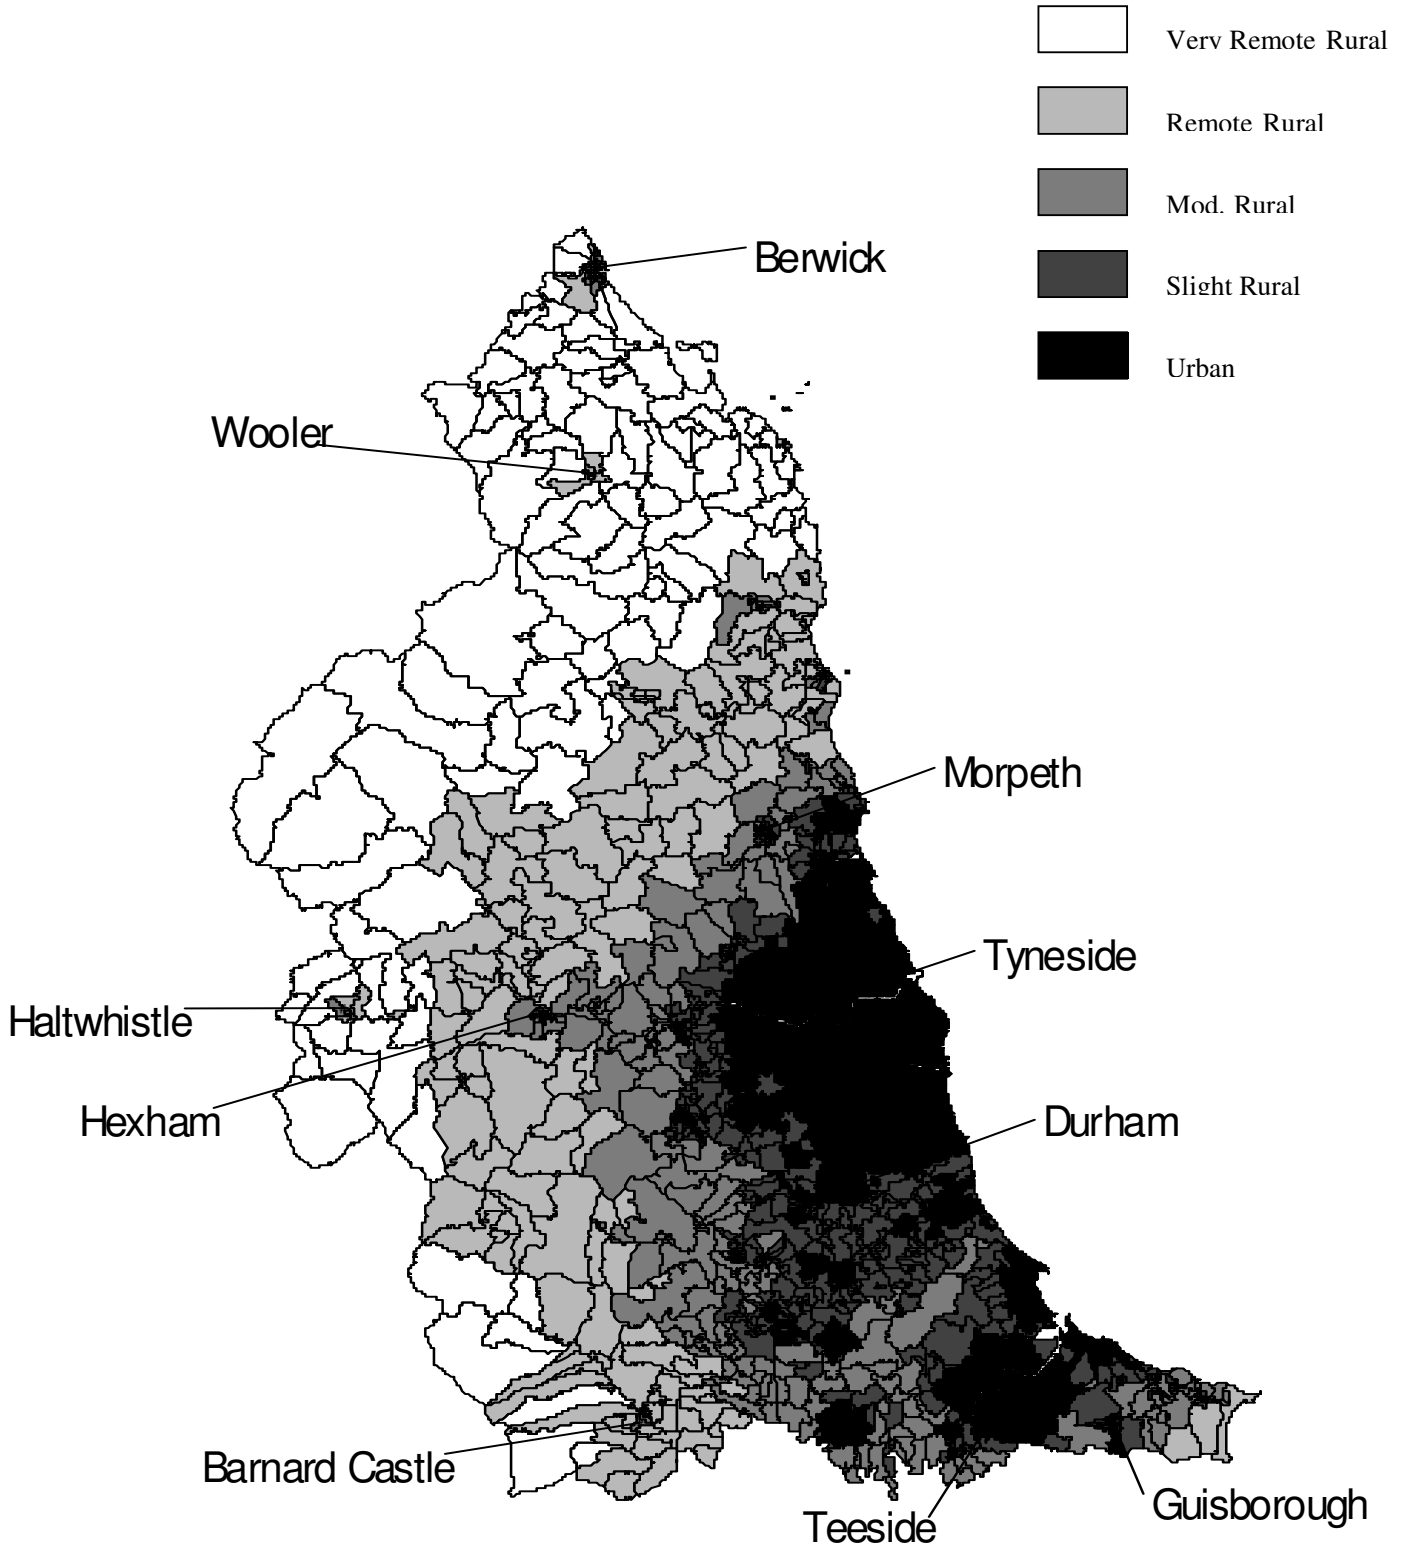 Very Remote Rural
Remote Rural
Mod. Rural
Slight Rural
Urban
Berwick
Wooler
Morpeth
Tyneside
Haltwhistle
Hexham
Durham
Barnard Castle
Guisborough
Teeside